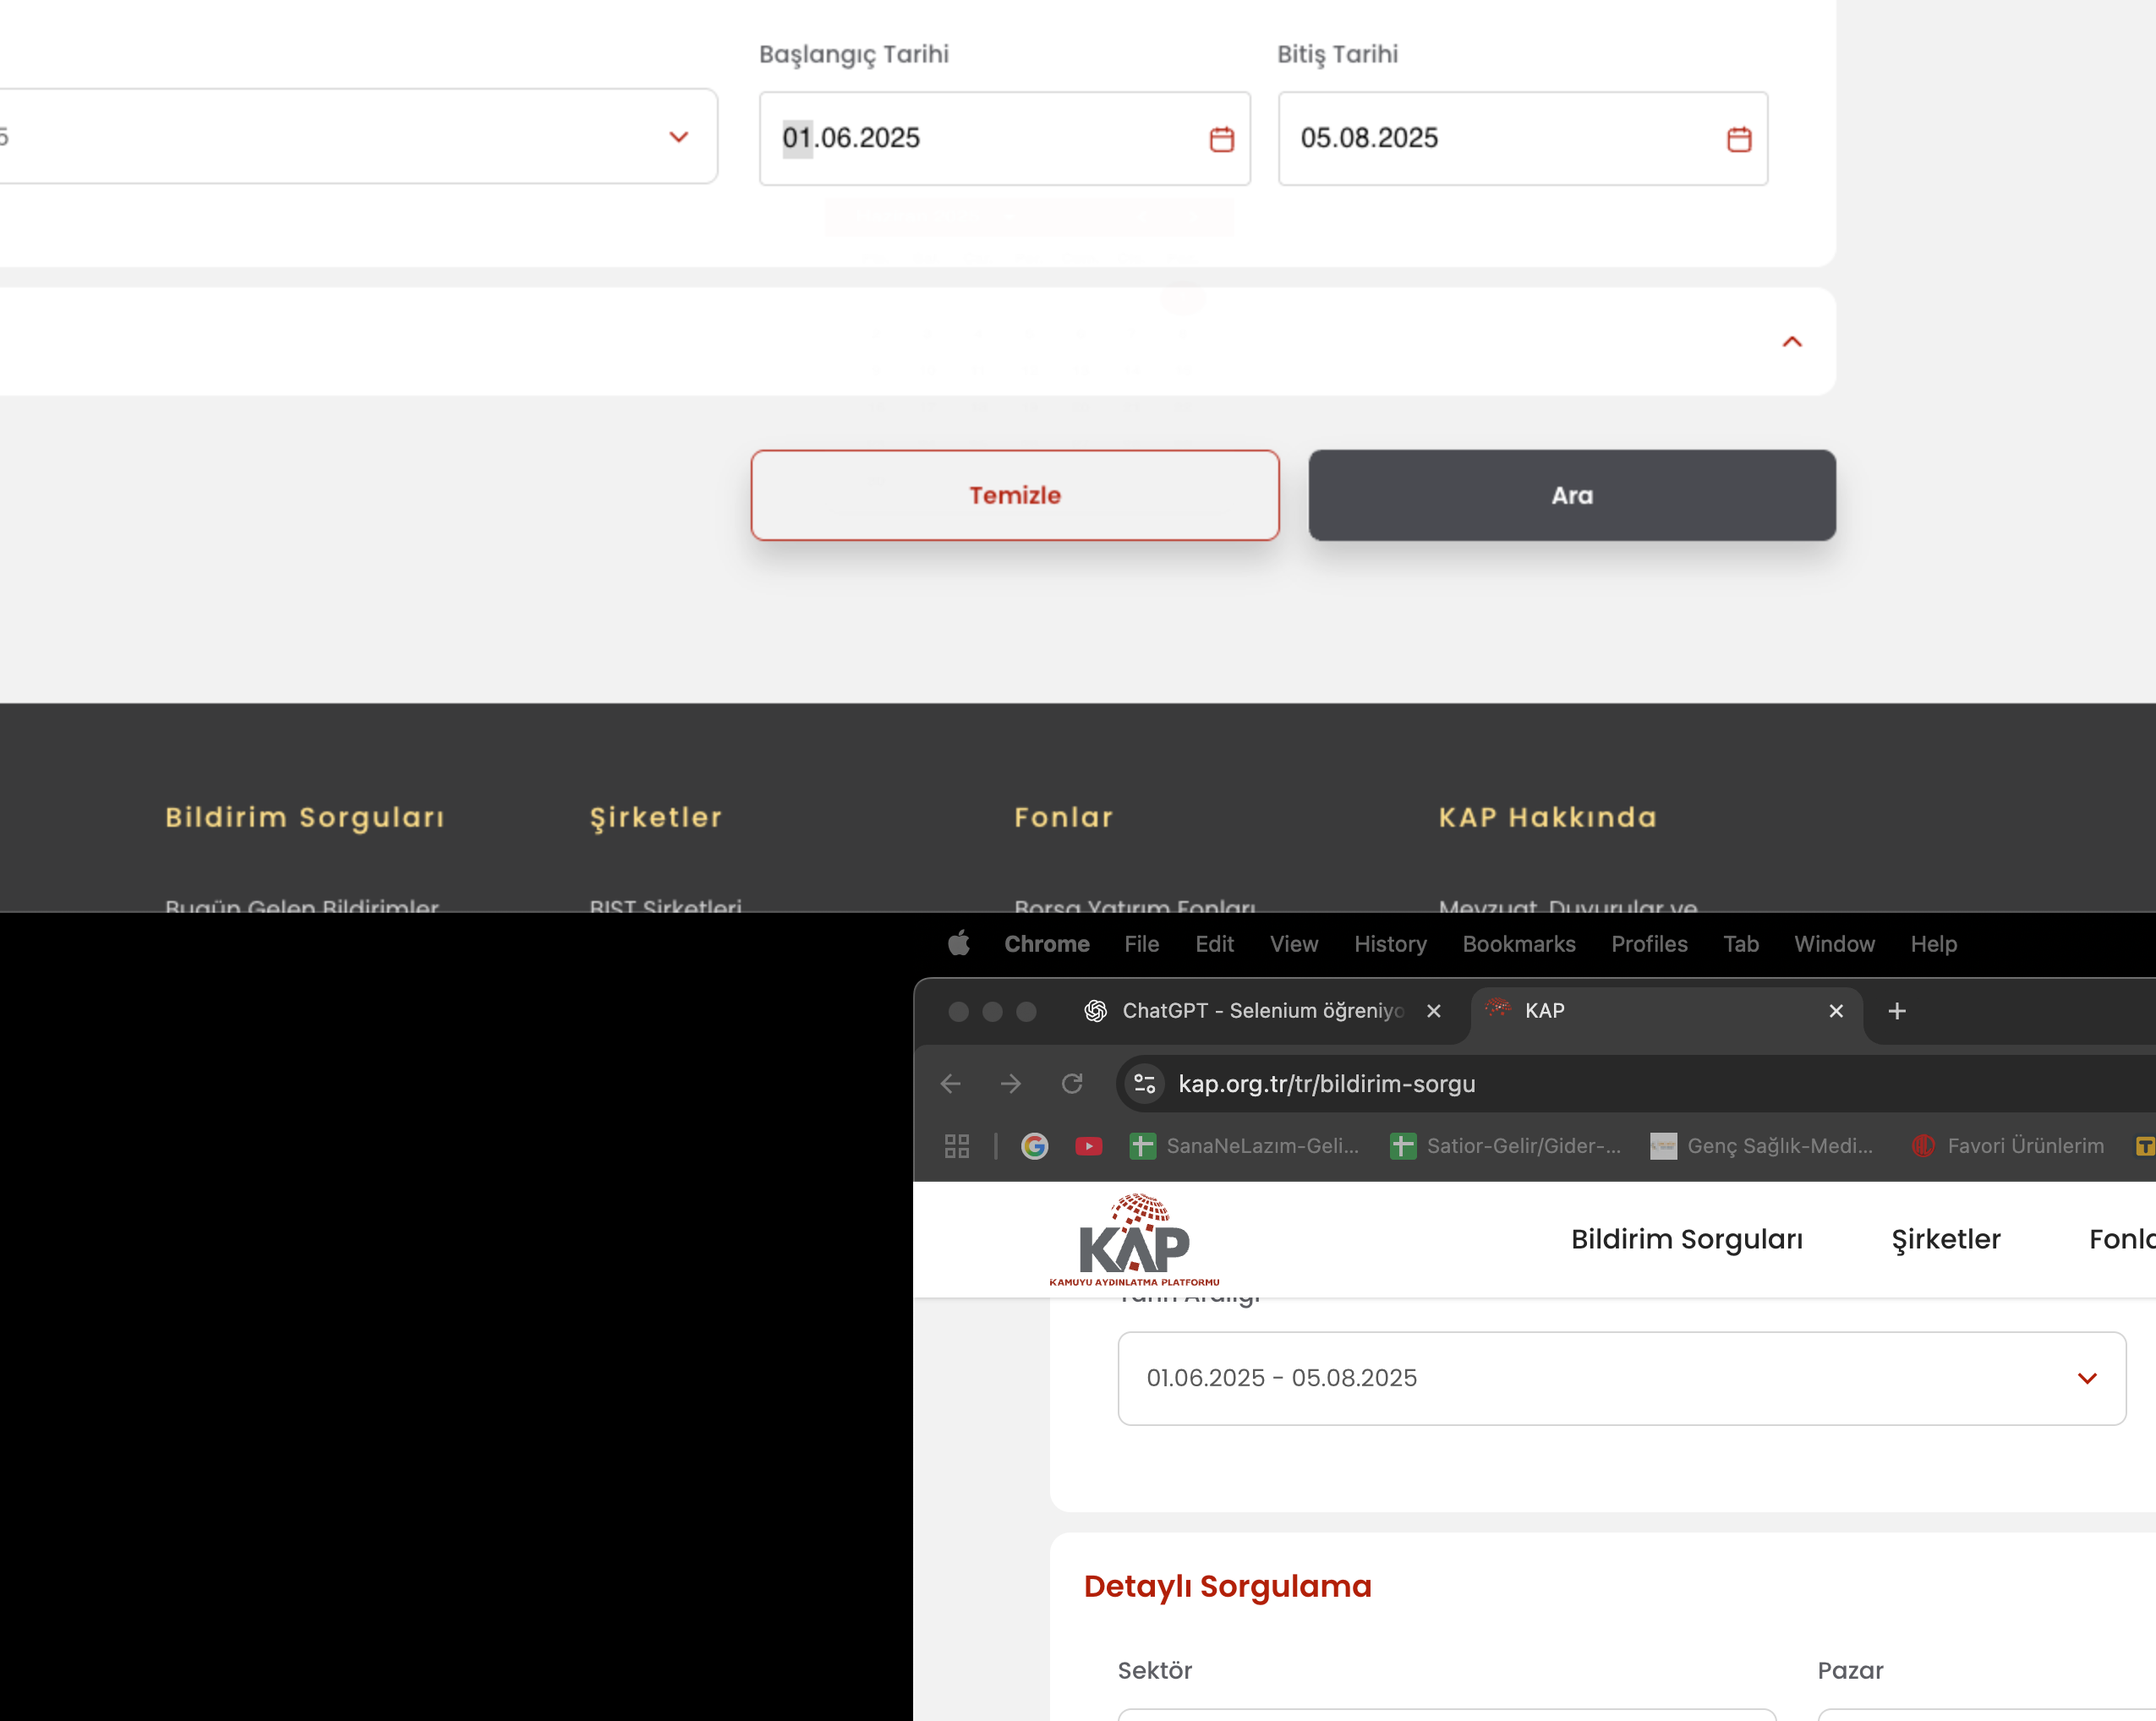 Başlangıç Tarihi
Bitiş Tarihi
01.06.2025
05.08.2025
Temizle
Ara
Bildirim Sorguları
Şirketler
Fonlar
KAP Hakkında
Bugün Gelen Bildirimler
BIST Şirketleri
Borsa Yatırım Fonları
Mevzuat, Duyurular ve
Chrome File Edit View History Bookmarks Profiles Tab Window Help
ChatGPT - Selenium öğreniyo
KAP
kap.org.tr/tr/bildirim-sorgu
SanaNeLazım-Geli...
Satior-Gelir/Gider-...
Genç Sağlık-Medi...
Favori Ürünlerim
KAP
KAMUYU AYDINLATMA PLATFORMU
Bildirim Sorguları
Şirketler
Fonla
Tarih Aralığı
01.06.2025 - 05.08.2025
Detaylı Sorgulama
Sektör
Pazar